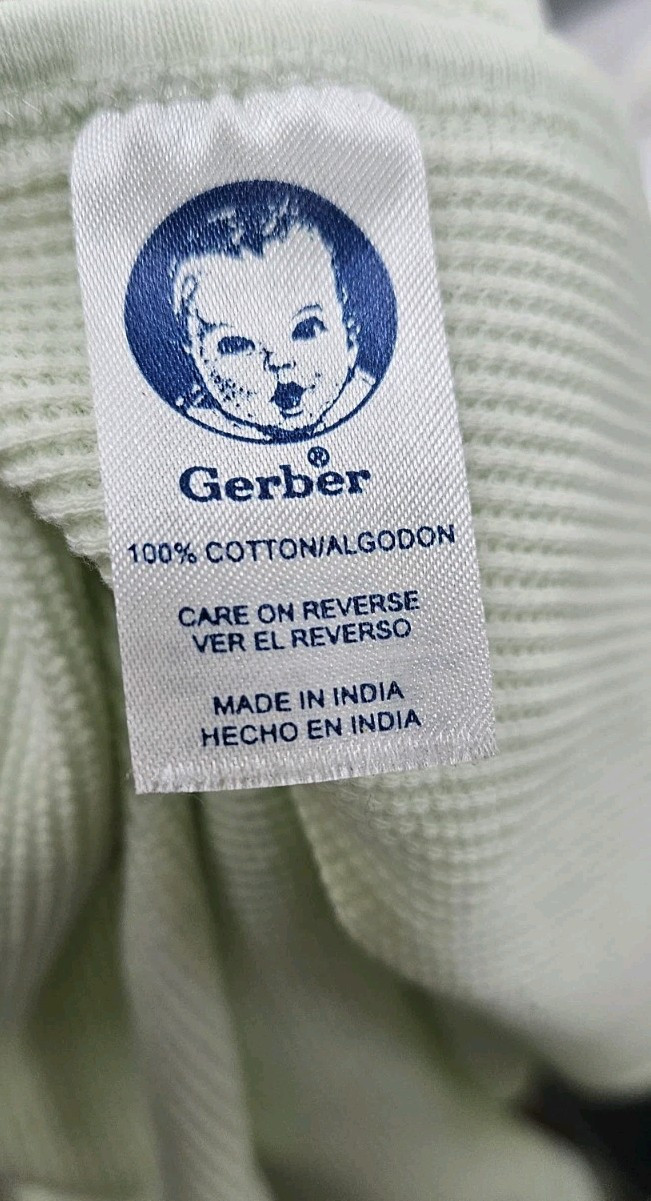 Gerber®
100% COTTON/ALGODON
CARE ON REVERSE
VER EL REVERSO
MADE IN INDIA
HECHO EN INDIA